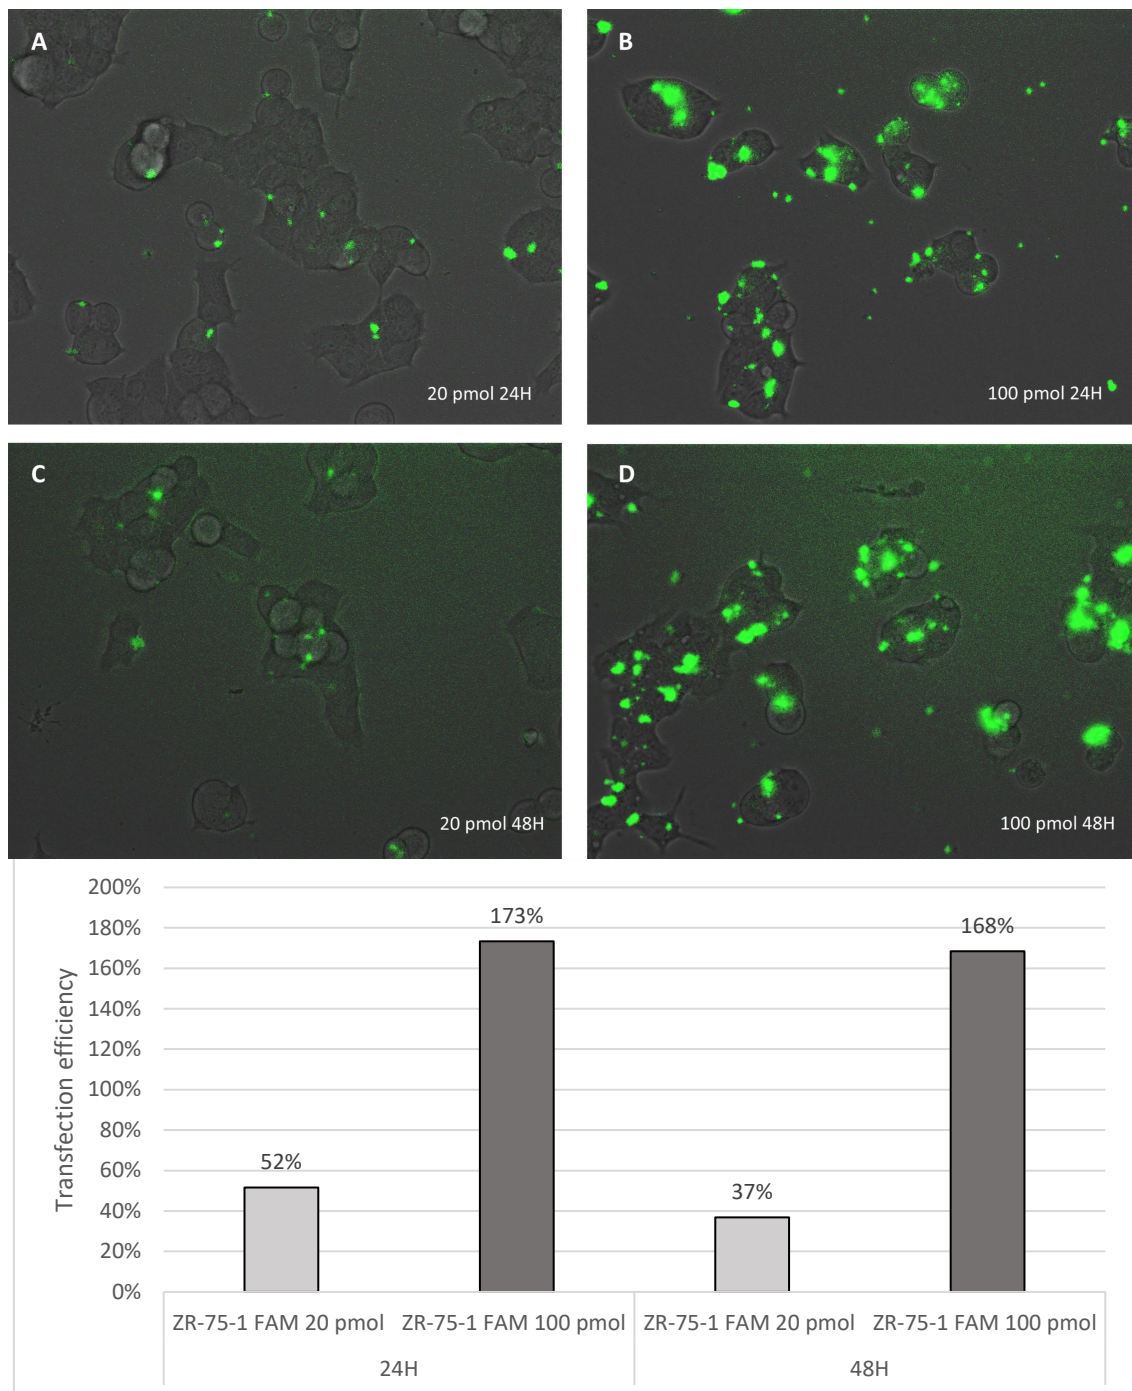 A
B
20 pmol 24H
100 pmol 24H
C
D
20 pmol 48H
100 pmol 48H
Transfection efficiency
200%
180%
160%
140%
120%
100%
80%
60%
40%
20%
0%
52%
173%
37%
168%
ZR-75-1 FAM 20 pmol
ZR-75-1 FAM 100 pmol
ZR-75-1 FAM 20 pmol
ZR-75-1 FAM 100 pmol
24H
48H